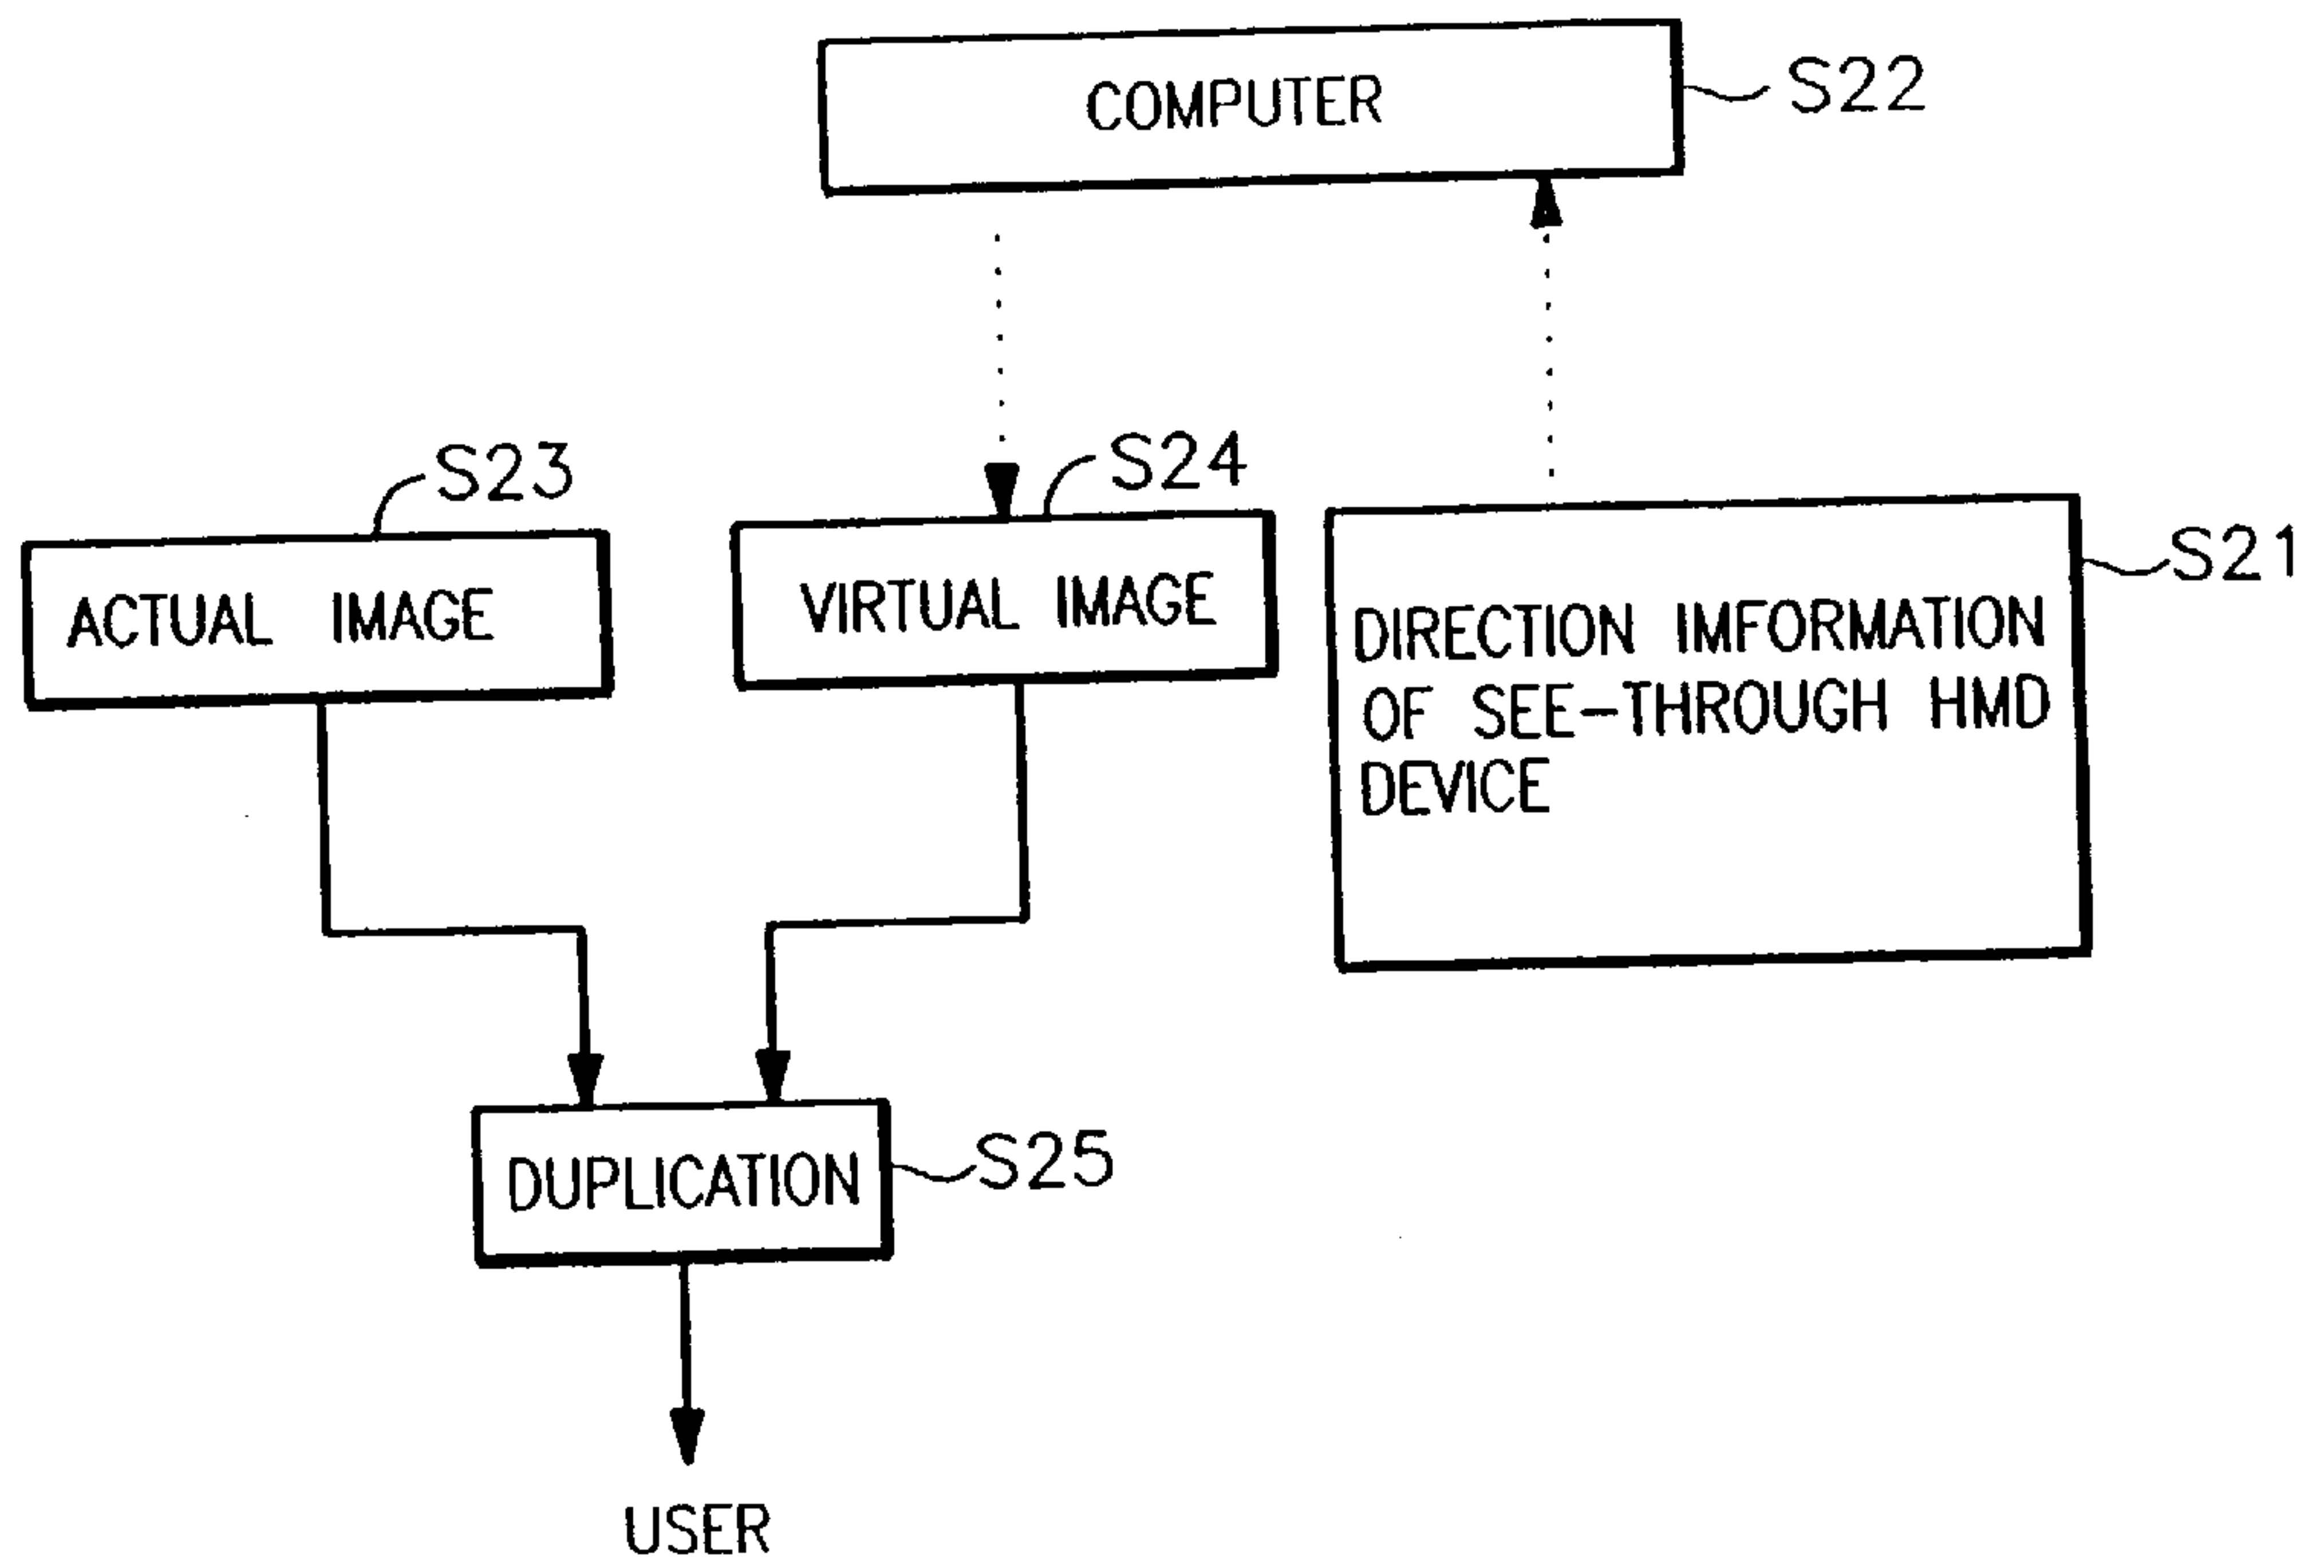 COMPUTER
S22
S23
S24
S21
ACTUAL IMAGE
VIRTUAL IMAGE
DIRECTION IMFORMATION
OF SEE-THROUGH HMD
DEVICE
DUPLICATION
S25
USER